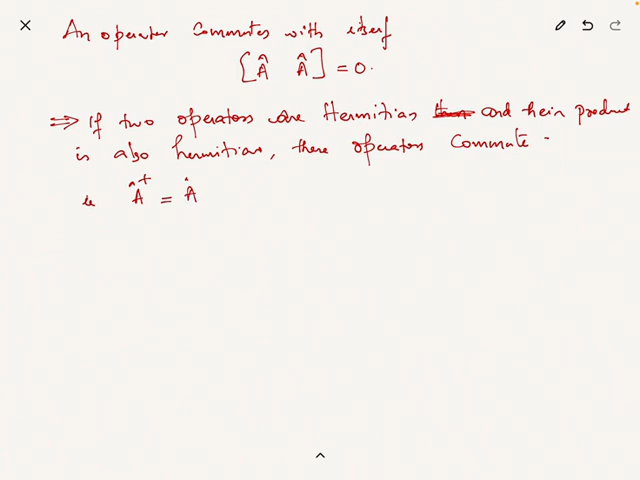 An operator commutes with itself
[Â Â] = 0.
⇒ If two operators are Hermitian and their product
is also hermitian, these operators commute -
ie Â⁺ = Â